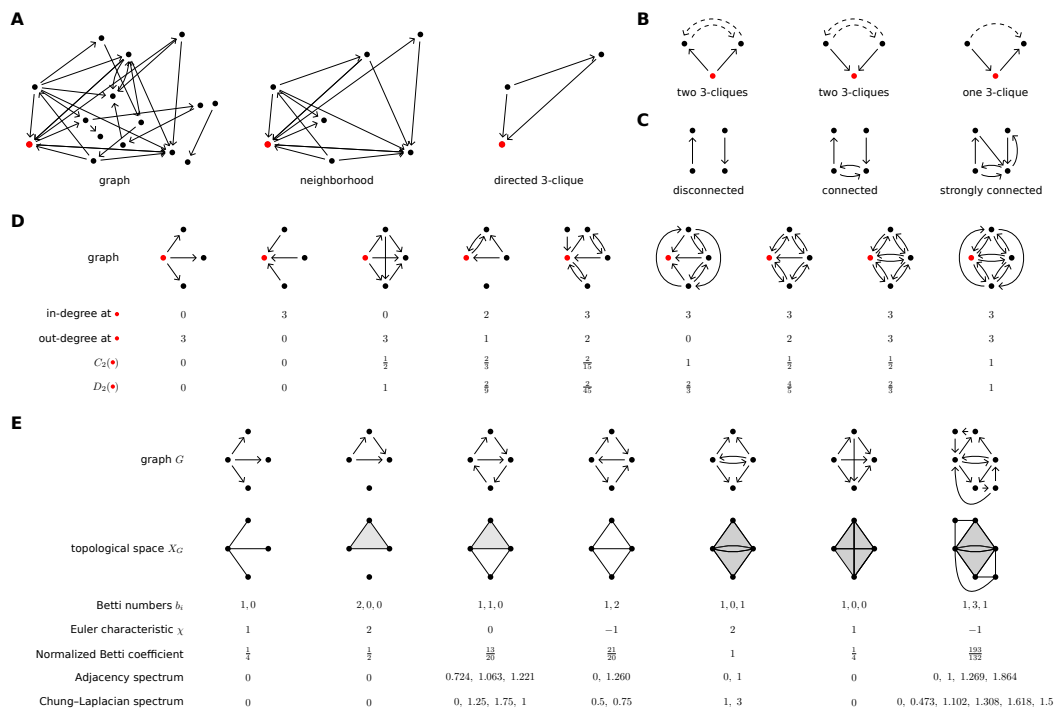 A
B
two 3-cliques two 3-cliques one 3-clique
C
graph neighborhood directed 3-clique
disconnected connected strongly connected
D
graph
in-degree at • 0 3 0 2 3 3 3 3 3
out-degree at • 3 0 3 1 2 0 2 3 3
C₂(•) 0 0 1/2 2/3 2/15 1 1/2 1/2 1
D₂(•) 0 0 1 2/9 2/45 2/3 4/5 2/3 1
E
graph G
topological space X_G
Betti numbers b_i 1, 0 2, 0, 0 1, 1, 0 1, 2 1, 0, 1 1, 0, 0 1, 3, 1
Euler characteristic χ 1 2 0 −1 2 1 −1
Normalized Betti coefficient 1/4 1/2 13/20 21/20 1 1/4 193/132
Adjacency spectrum 0 0 0.724, 1.063, 1.221 0, 1.260 0, 1 0 0, 1, 1.269, 1.864
Chung–Laplacian spectrum 0 0 0, 1.25, 1.75, 1 0.5, 0.75 1, 3 0 0, 0.473, 1.102, 1.308, 1.618, 1.5